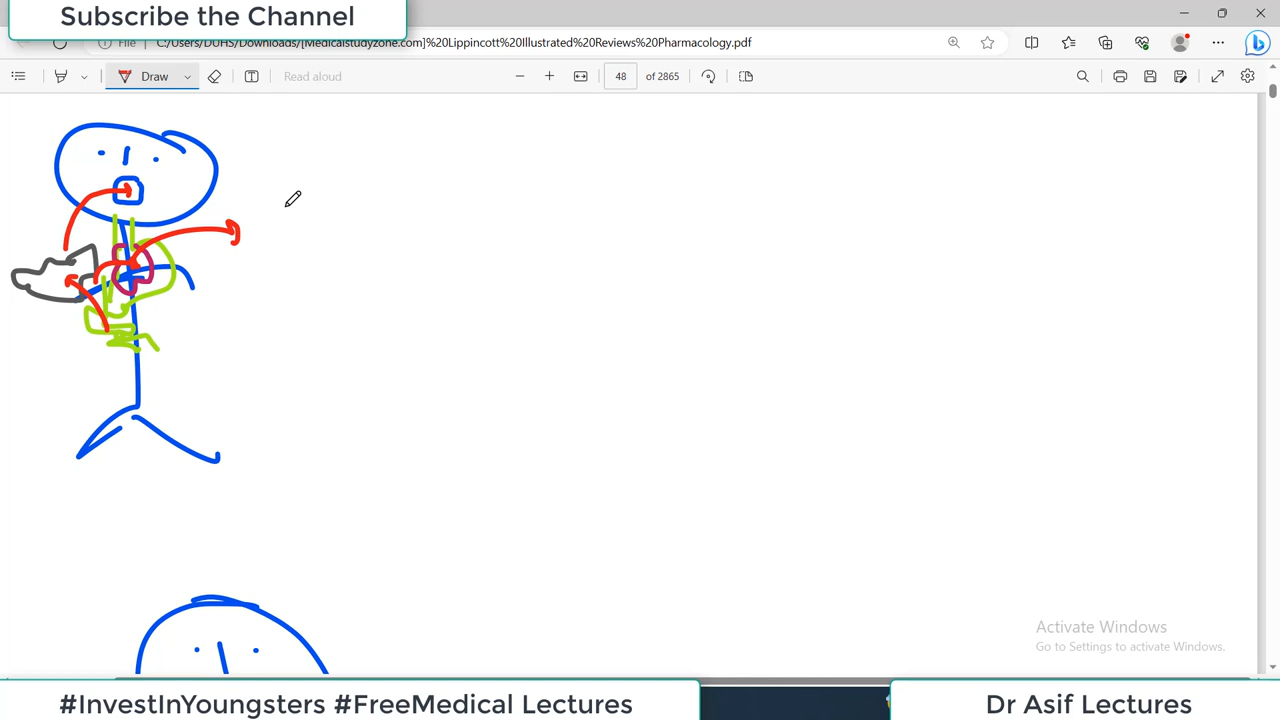 Subscribe the Channel
File
C:/Users/DUHS/Downloads/[Medicalstudyzone.com]%20Lippincott%20Illustrated%20Reviews%20Pharmacology.pdf
Draw
Read aloud
48
of 2865
Activate Windows
Go to Settings to activate Windows.
#InvestInYoungsters #FreeMedical Lectures
Dr Asif Lectures